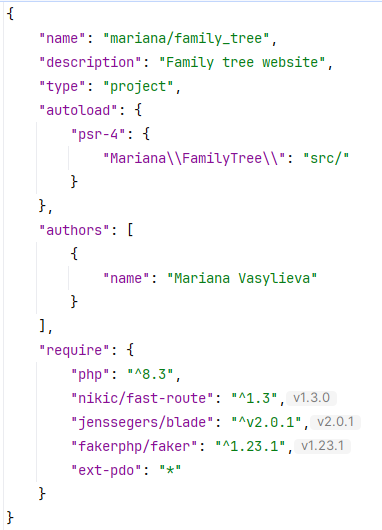 {
    "name": "mariana/family_tree",
    "description": "Family tree website",
    "type": "project",
    "autoload": {
        "psr-4": {
            "Mariana\\FamilyTree\\": "src/"
        }
    },
    "authors": [
        {
            "name": "Mariana Vasylieva"
        }
    ],
    "require": {
        "php": "^8.3",
        "nikic/fast-route": "^1.3", v1.3.0
        "jenssegers/blade": "^v2.0.1", v2.0.1
        "fakerphp/faker": "^1.23.1", v1.23.1
        "ext-pdo": "*"
    }
}